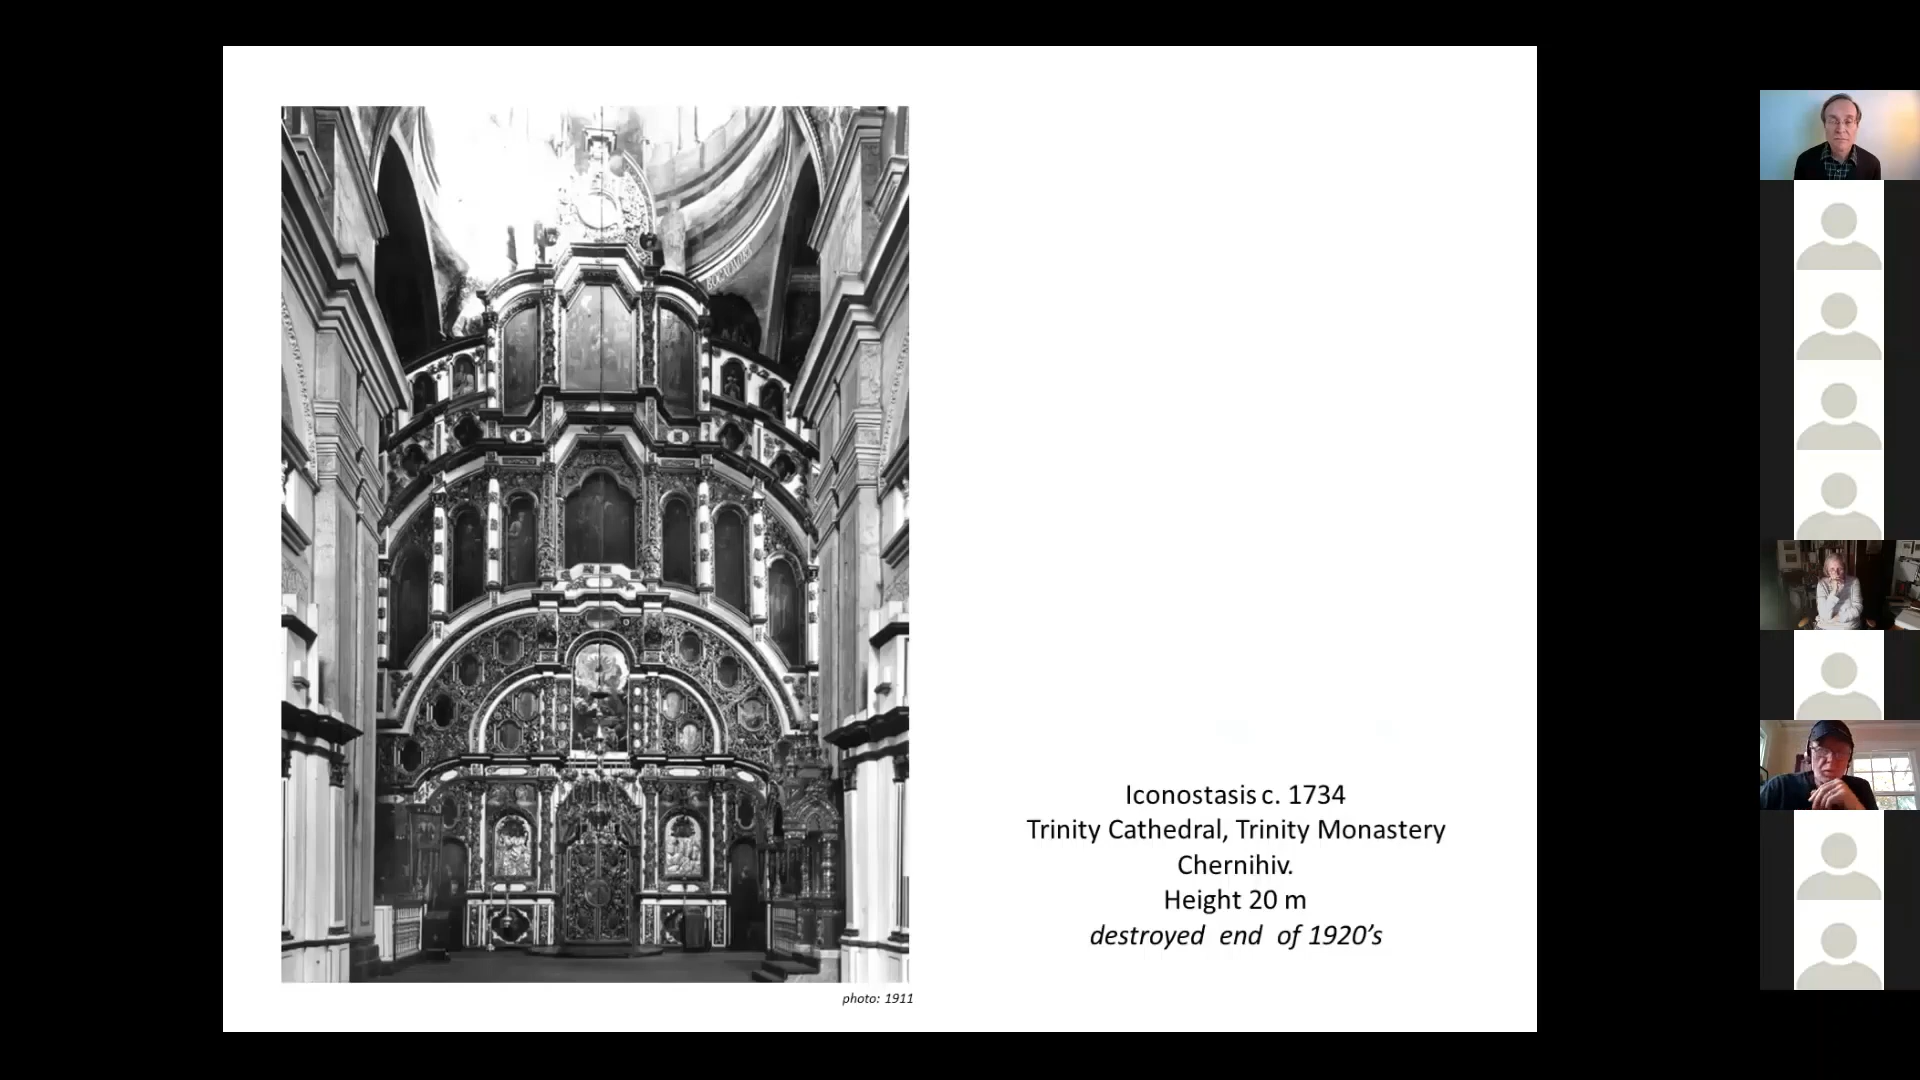 Iconostasis c. 1734
Trinity Cathedral, Trinity Monastery
Chernihiv.
Height 20 m
destroyed end of 1920's
photo: 1911